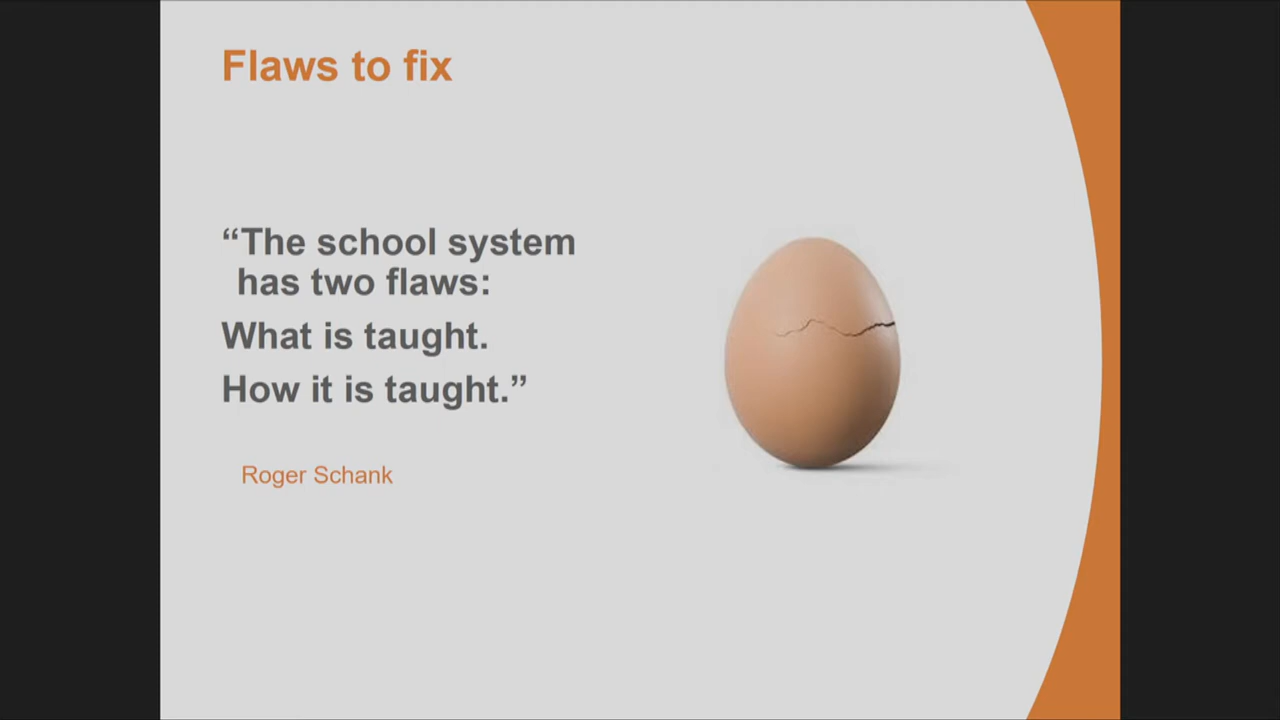 Flaws to fix
“The school system
has two flaws:
What is taught.
How it is taught.”
Roger Schank